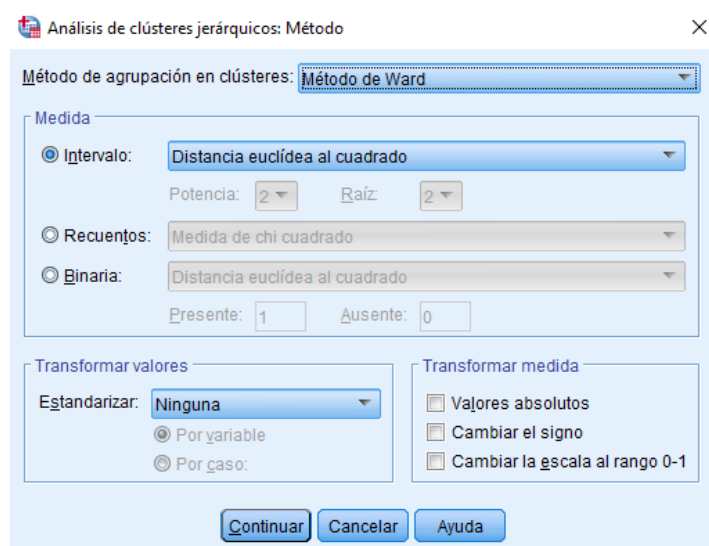 Análisis de clústeres jerárquicos: Método
Método de agrupación en clústeres: Método de Ward
Medida
Intervalo: Distancia euclídea al cuadrado
Potencia: 2 Raíz: 2
Recuentos: Medida de chi cuadrado
Binaria: Distancia euclídea al cuadrado
Presente: 1 Ausente: 0
Transformar valores
Estandarizar: Ninguna
Por variable
Por caso:
Transformar medida
Valores absolutos
Cambiar el signo
Cambiar la escala al rango 0-1
Continuar Cancelar Ayuda